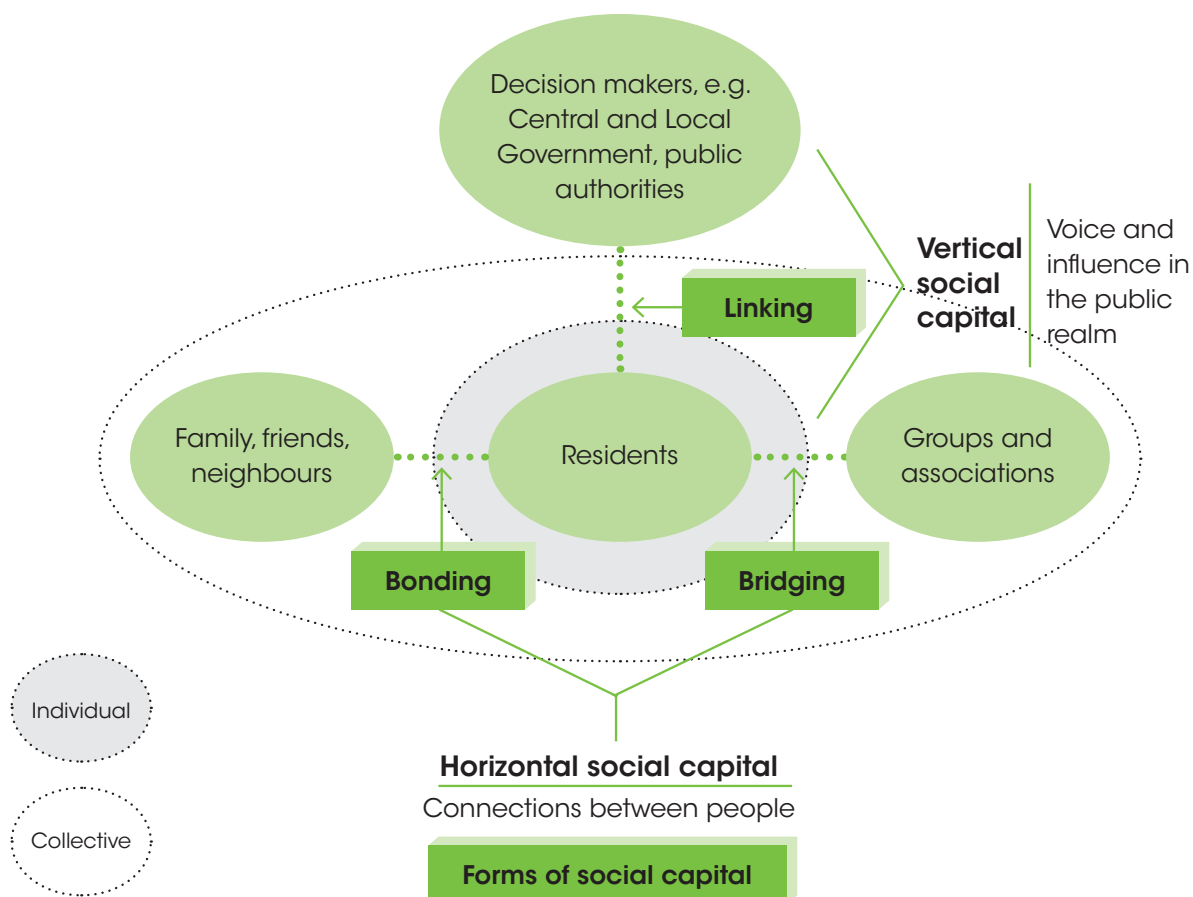 Decision makers, e.g.
Central and Local
Government, public
authorities
Linking
Vertical
social
capital
Voice and
influence in
the public
realm
Family, friends,
neighbours
Residents
Groups and
associations
Bonding
Bridging
Individual
Collective
Horizontal social capital
Connections between people
Forms of social capital